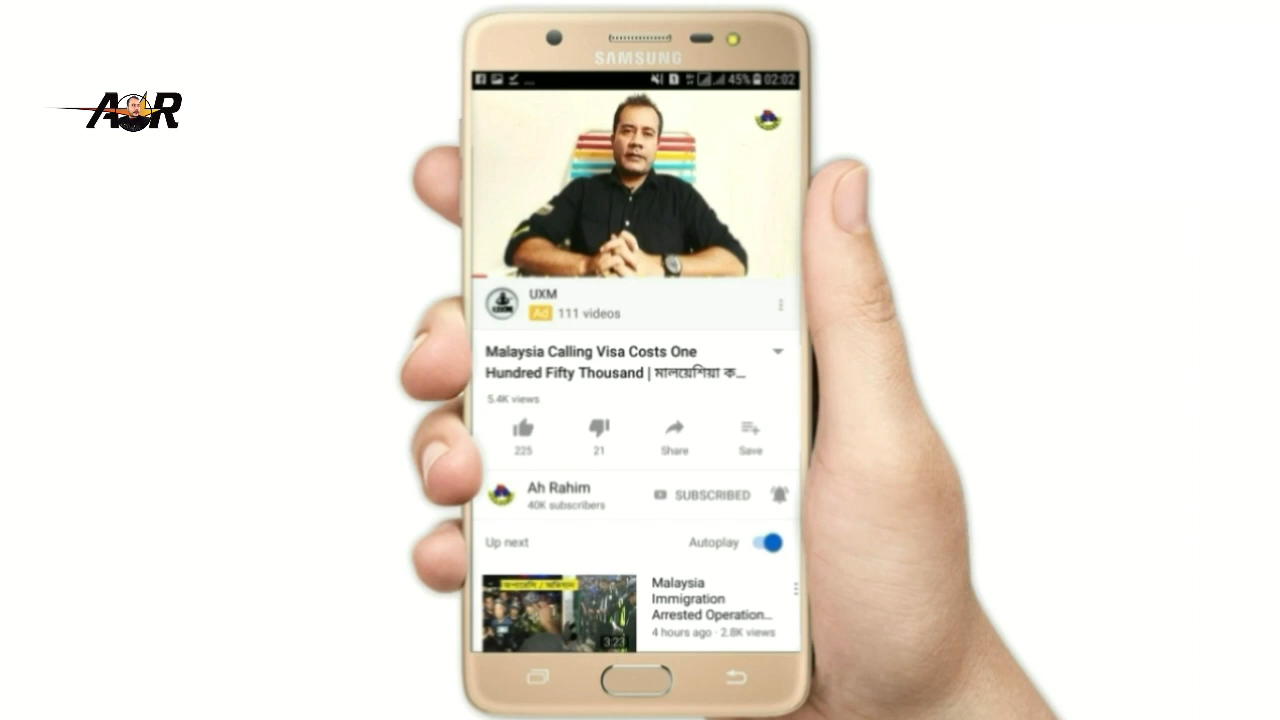 AOR
SAMSUNG
45% 02:02
UXM
Ad 111 videos
Malaysia Calling Visa Costs One
Hundred Fifty Thousand | মালয়েশিয়া ক...
5.4K views
225 21 Share Save
Ah Rahim
40K subscribers
SUBSCRIBED
Up next Autoplay
অপারেসি / অভিযান
3:23
Malaysia
Immigration
Arrested Operation...
4 hours ago · 2.8K views